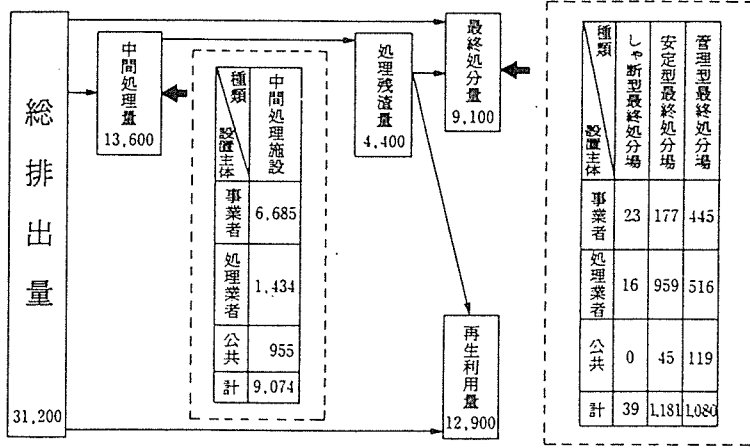 総排出量
31,200
中間処理量
13,600
種類
設置主体
中間処理施設
事業者
6,685
処理業者
1,434
公共
955
計
9,074
処理残渣量
4,400
最終処分量
9,100
再生利用量
12,900
種類
設置主体
しゃ断型最終処分場
安定型最終処分場
管理型最終処分場
事業者
23
177
445
処理業者
16
959
516
公共
0
45
119
計
39
1,181
1,080